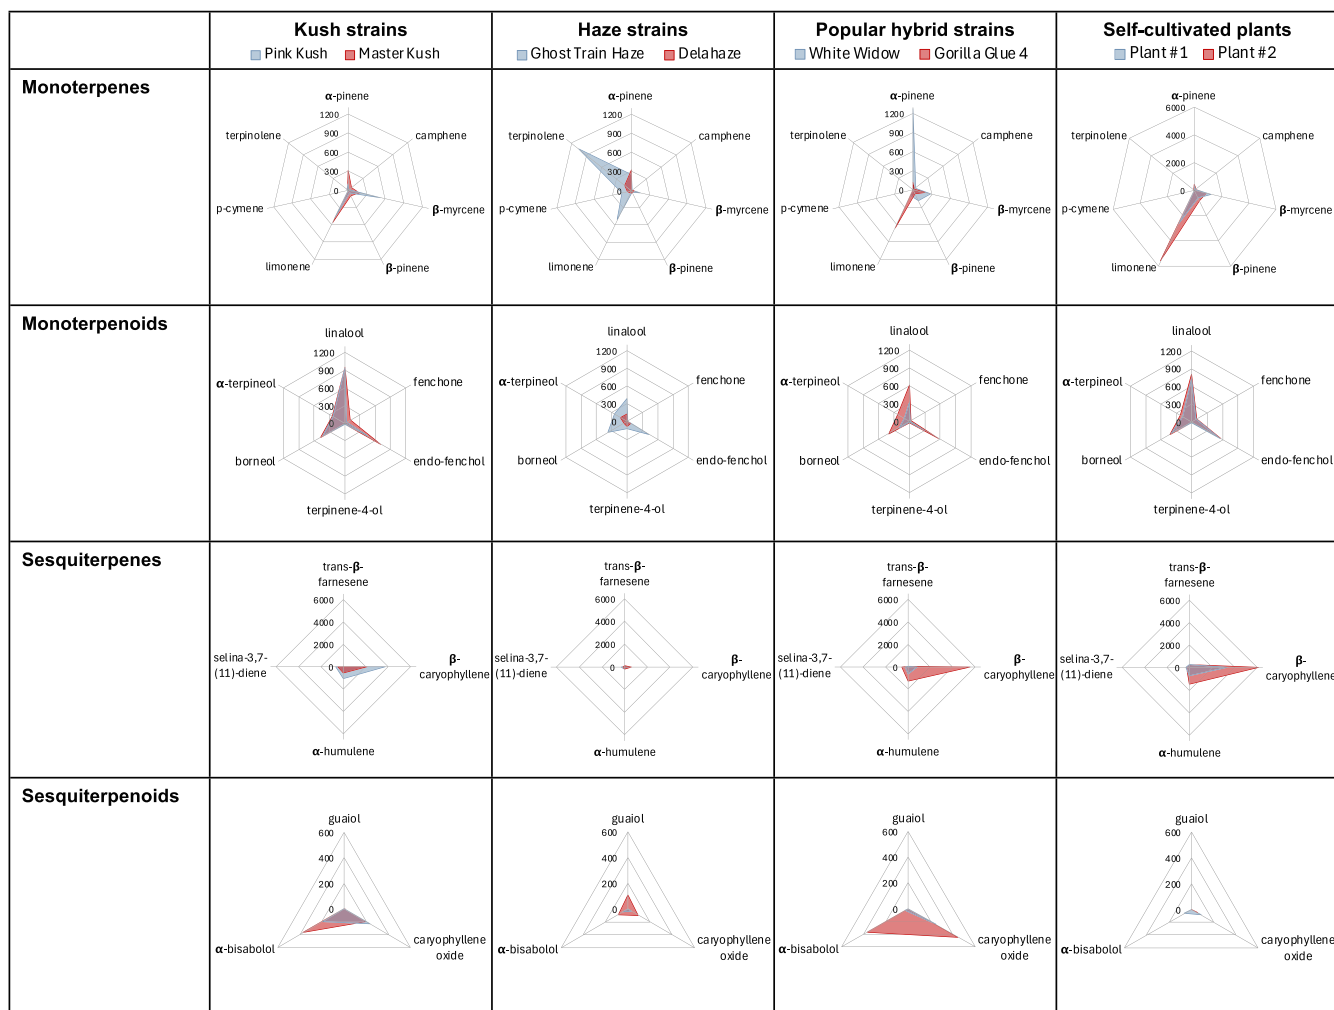 Kush strains
Pink Kush Master Kush
Haze strains
Ghost Train Haze Delahaze
Popular hybrid strains
White Widow Gorilla Glue 4
Self-cultivated plants
Plant #1 Plant #2
Monoterpenes
α-pinene
1200
900
600
300
0
terpinolene
camphene
p-cymene
β-myrcene
limonene
β-pinene
α-pinene
1200
900
600
300
0
terpinolene
camphene
p-cymene
β-myrcene
limonene
β-pinene
α-pinene
1200
900
600
300
0
terpinolene
camphene
p-cymene
β-myrcene
limonene
β-pinene
α-pinene
6000
4000
2000
0
terpinolene
camphene
p-cymene
β-myrcene
limonene
β-pinene
Monoterpenoids
linalool
1200
900
600
300
0
α-terpineol
fenchone
borneol
endo-fenchol
terpinene-4-ol
linalool
1200
900
600
300
0
α-terpineol
fenchone
borneol
endo-fenchol
terpinene-4-ol
linalool
1200
900
600
300
0
α-terpineol
fenchone
borneol
endo-fenchol
terpinene-4-ol
linalool
1200
900
600
300
0
α-terpineol
fenchone
borneol
endo-fenchol
terpinene-4-ol
Sesquiterpenes
trans-β-
farnesene
6000
4000
2000
0
selina-3,7-
(11)-diene
β-
caryophyllene
α-humulene
trans-β-
farnesene
6000
4000
2000
0
selina-3,7-
(11)-diene
β-
caryophyllene
α-humulene
trans-β-
farnesene
6000
4000
2000
0
selina-3,7-
(11)-diene
β-
caryophyllene
α-humulene
trans-β-
farnesene
6000
4000
2000
0
selina-3,7-
(11)-diene
β-
caryophyllene
α-humulene
Sesquiterpenoids
guaiol
600
400
200
0
α-bisabolol
caryophyllene
oxide
guaiol
600
400
200
0
α-bisabolol
caryophyllene
oxide
guaiol
600
400
200
0
α-bisabolol
caryophyllene
oxide
guaiol
600
400
200
0
α-bisabolol
caryophyllene
oxide